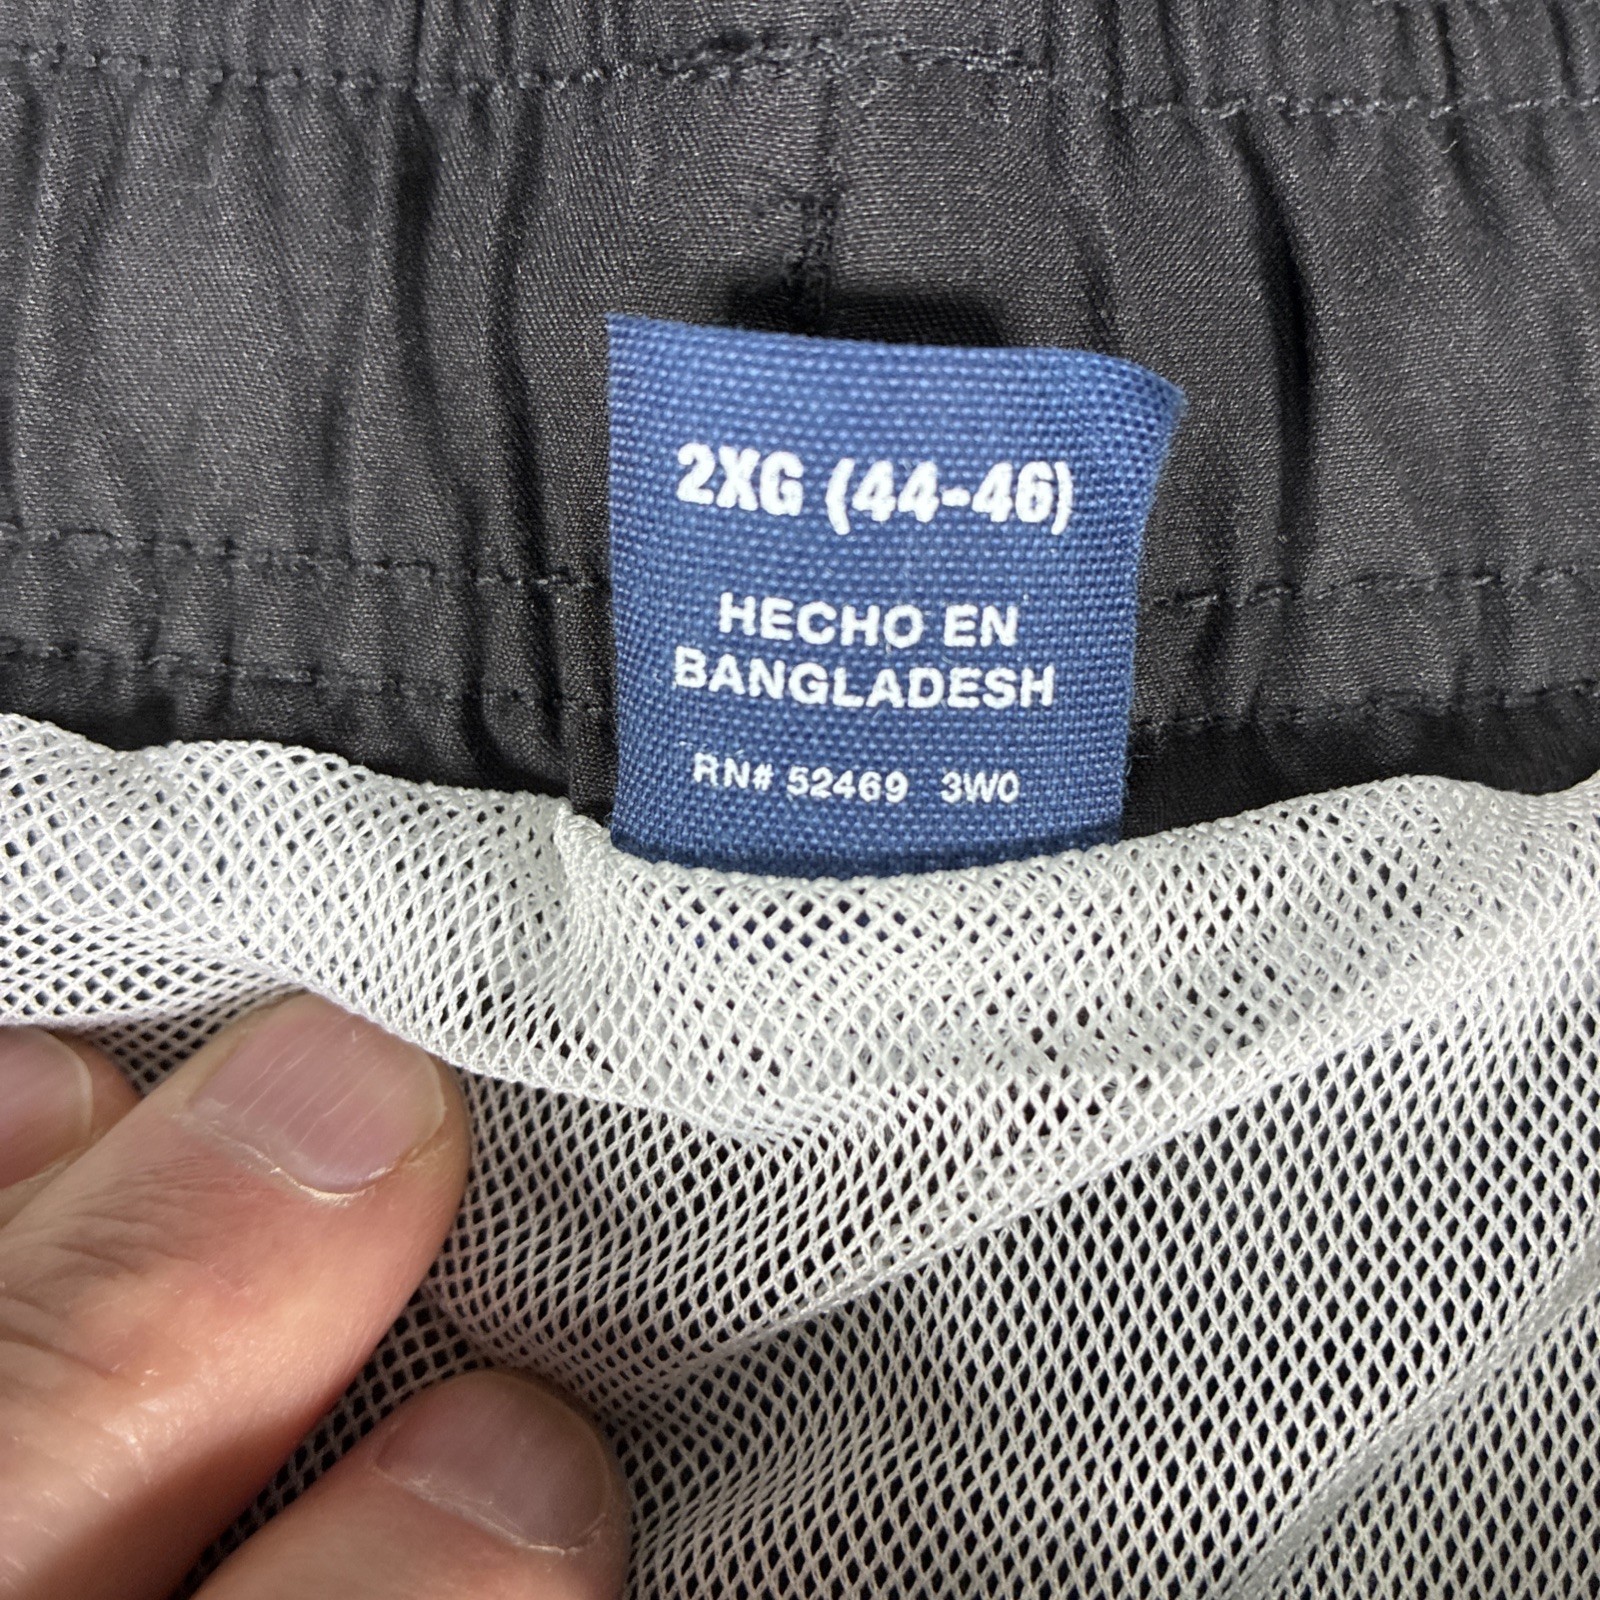 2XG (44-46)
HECHO EN
BANGLADESH
RN# 52469 3W0